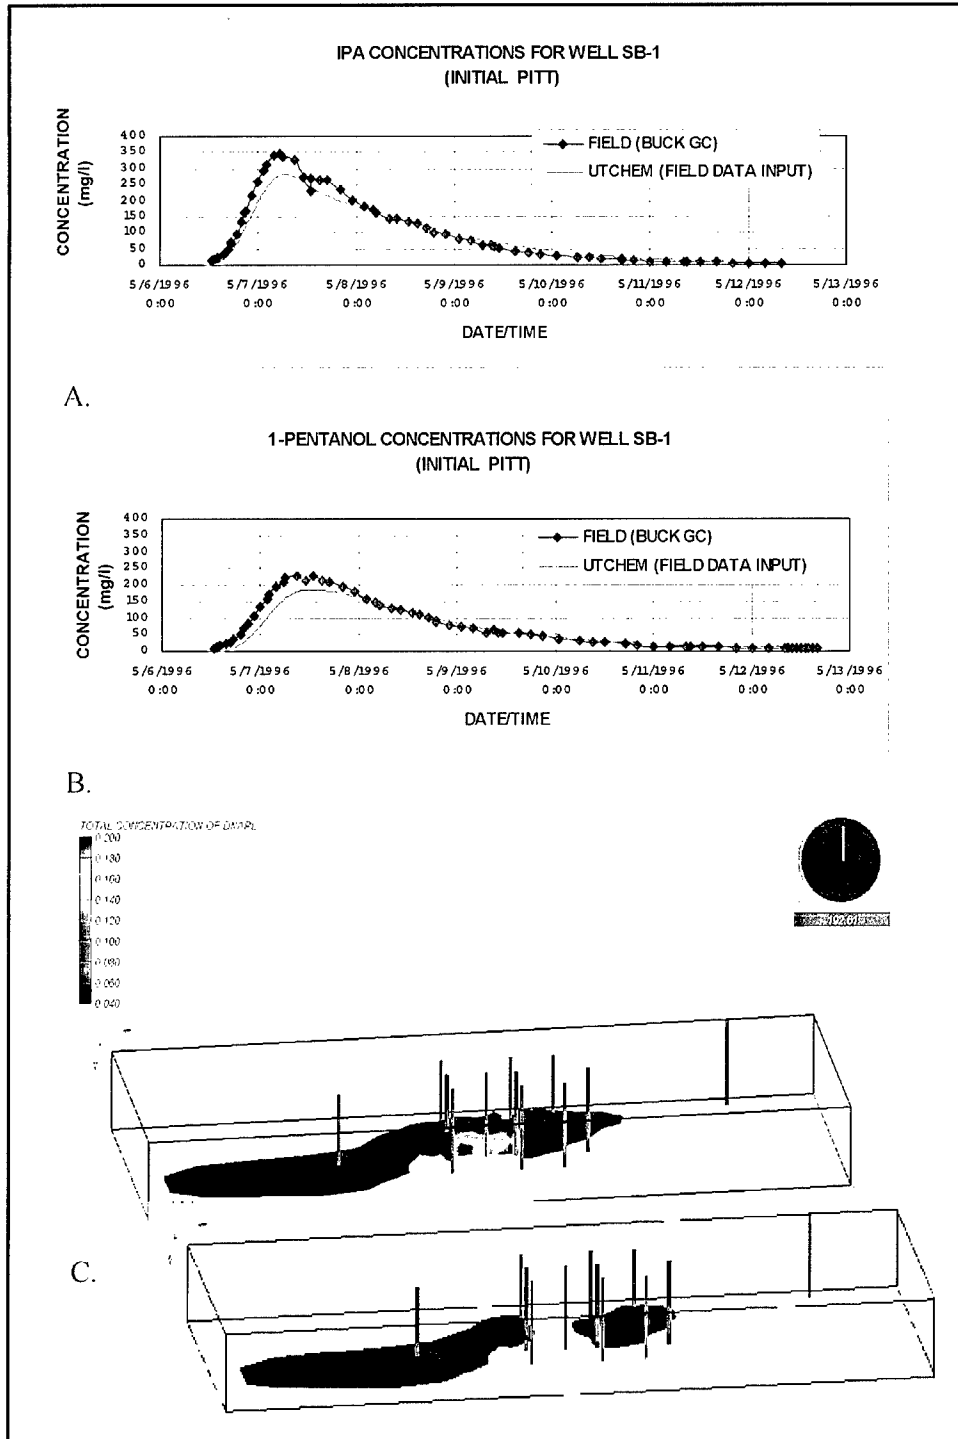 IPA CONCENTRATIONS FOR WELL SB-1
(INITIAL PITT)
CONCENTRATION
(mg/l)
400
350
300
250
200
150
100
50
0
FIELD (BUCK GC)
UTCHEM (FIELD DATA INPUT)
5/6/1996 5/7/1996 5/8/1996 5/9/1996 5/10/1996 5/11/1996 5/12/1996 5/13/1996
0:00 0:00 0:00 0:00 0:00 0:00 0:00 0:00
DATE/TIME
A.
1-PENTANOL CONCENTRATIONS FOR WELL SB-1
(INITIAL PITT)
CONCENTRATION
(mg/l)
400
350
300
250
200
150
100
50
0
FIELD (BUCK GC)
UTCHEM (FIELD DATA INPUT)
5/6/1996 5/7/1996 5/8/1996 5/9/1996 5/10/1996 5/11/1996 5/12/1996 5/13/1996
0:00 0:00 0:00 0:00 0:00 0:00 0:00 0:00
DATE/TIME
B.
TOTAL CONCENTRATION OF DNAPL
0.200
0.180
0.160
0.140
0.120
0.100
0.080
0.060
0.040
C.